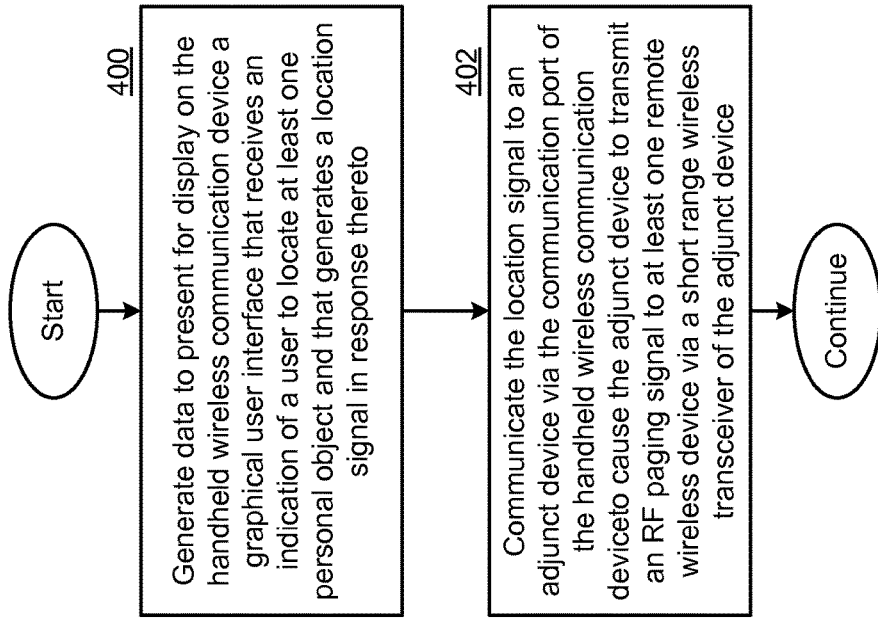 Start
400
Generate data to present for display on the
handheld wireless communication device a
graphical user interface that receives an
indication of a user to locate at least one
personal object and that generates a location
signal in response thereto
402
Communicate the location signal to an
adjunct device via the communication port of
the handheld wireless communication
deviceto cause the adjunct device to transmit
an RF paging signal to at least one remote
wireless device via a short range wireless
transceiver of the adjunct device
Continue